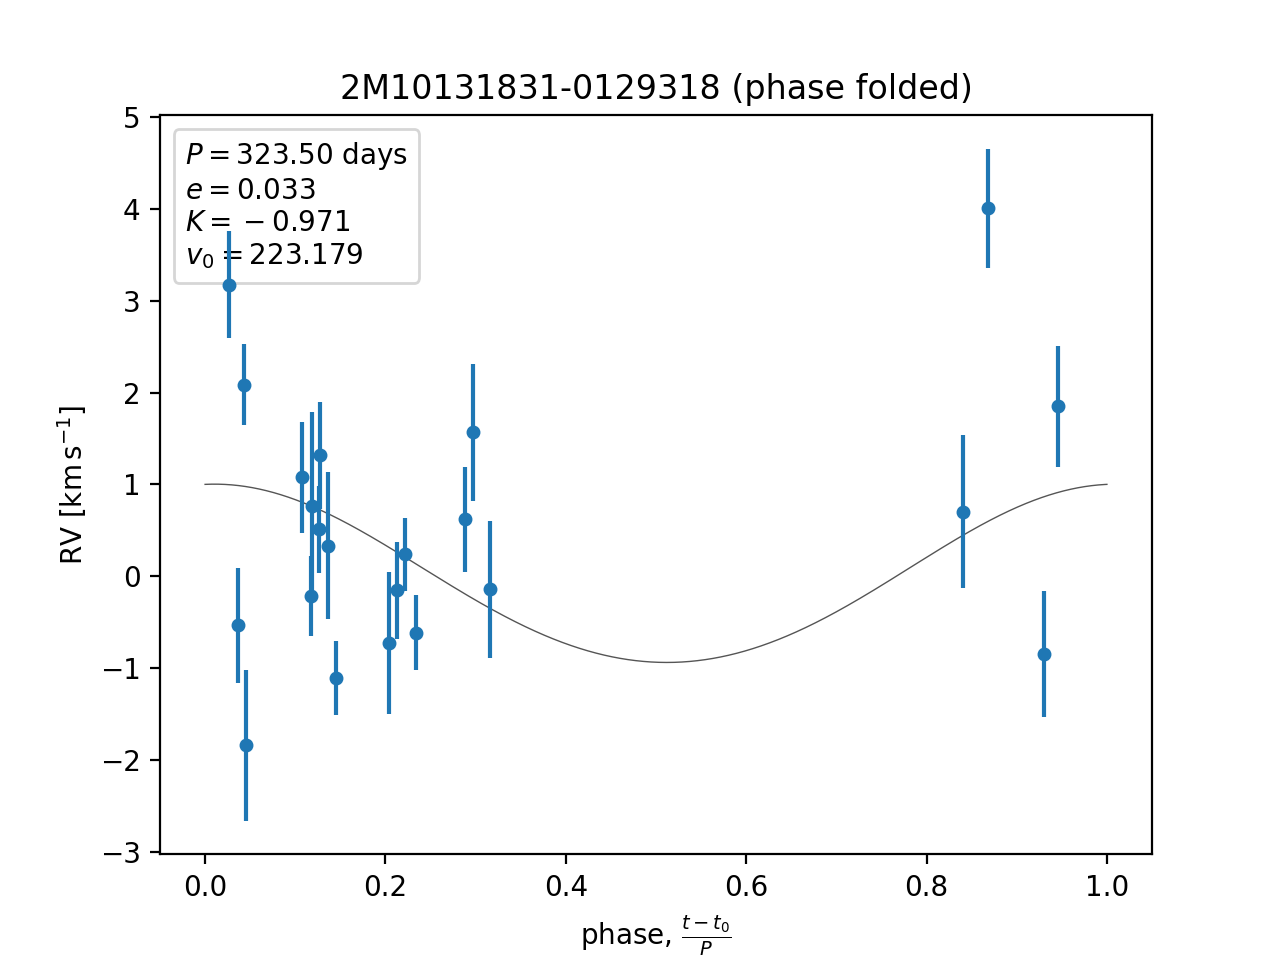 2M10131831-0129318 (phase folded)
P = 323.50 days
e = 0.033
K = −0.971
v₀ = 223.179
RV [km s⁻¹]
5
4
3
2
1
0
−1
−2
−3
0.0 0.2 0.4 0.6 0.8 1.0
phase, (t − t₀)/P